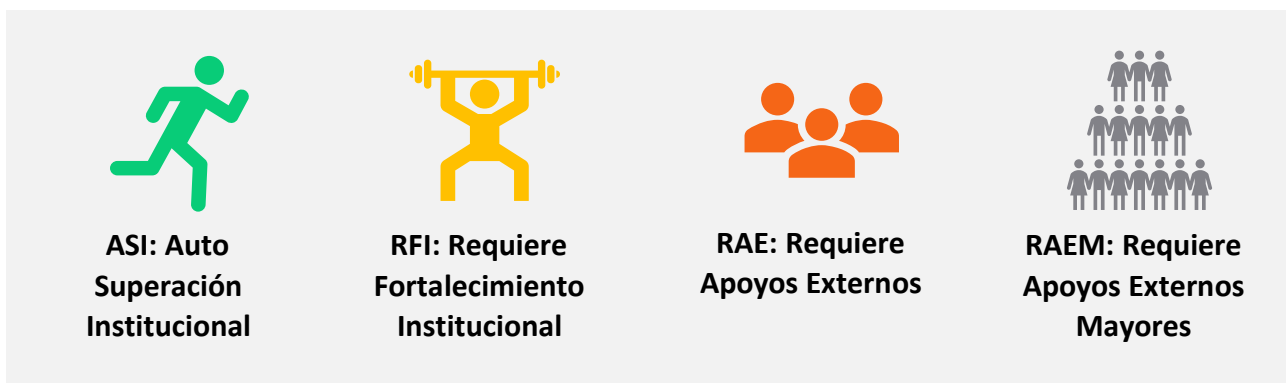 ASI: Auto
Superación
Institucional
RFI: Requiere
Fortalecimiento
Institucional
RAE: Requiere
Apoyos Externos
RAEM: Requiere
Apoyos Externos
Mayores